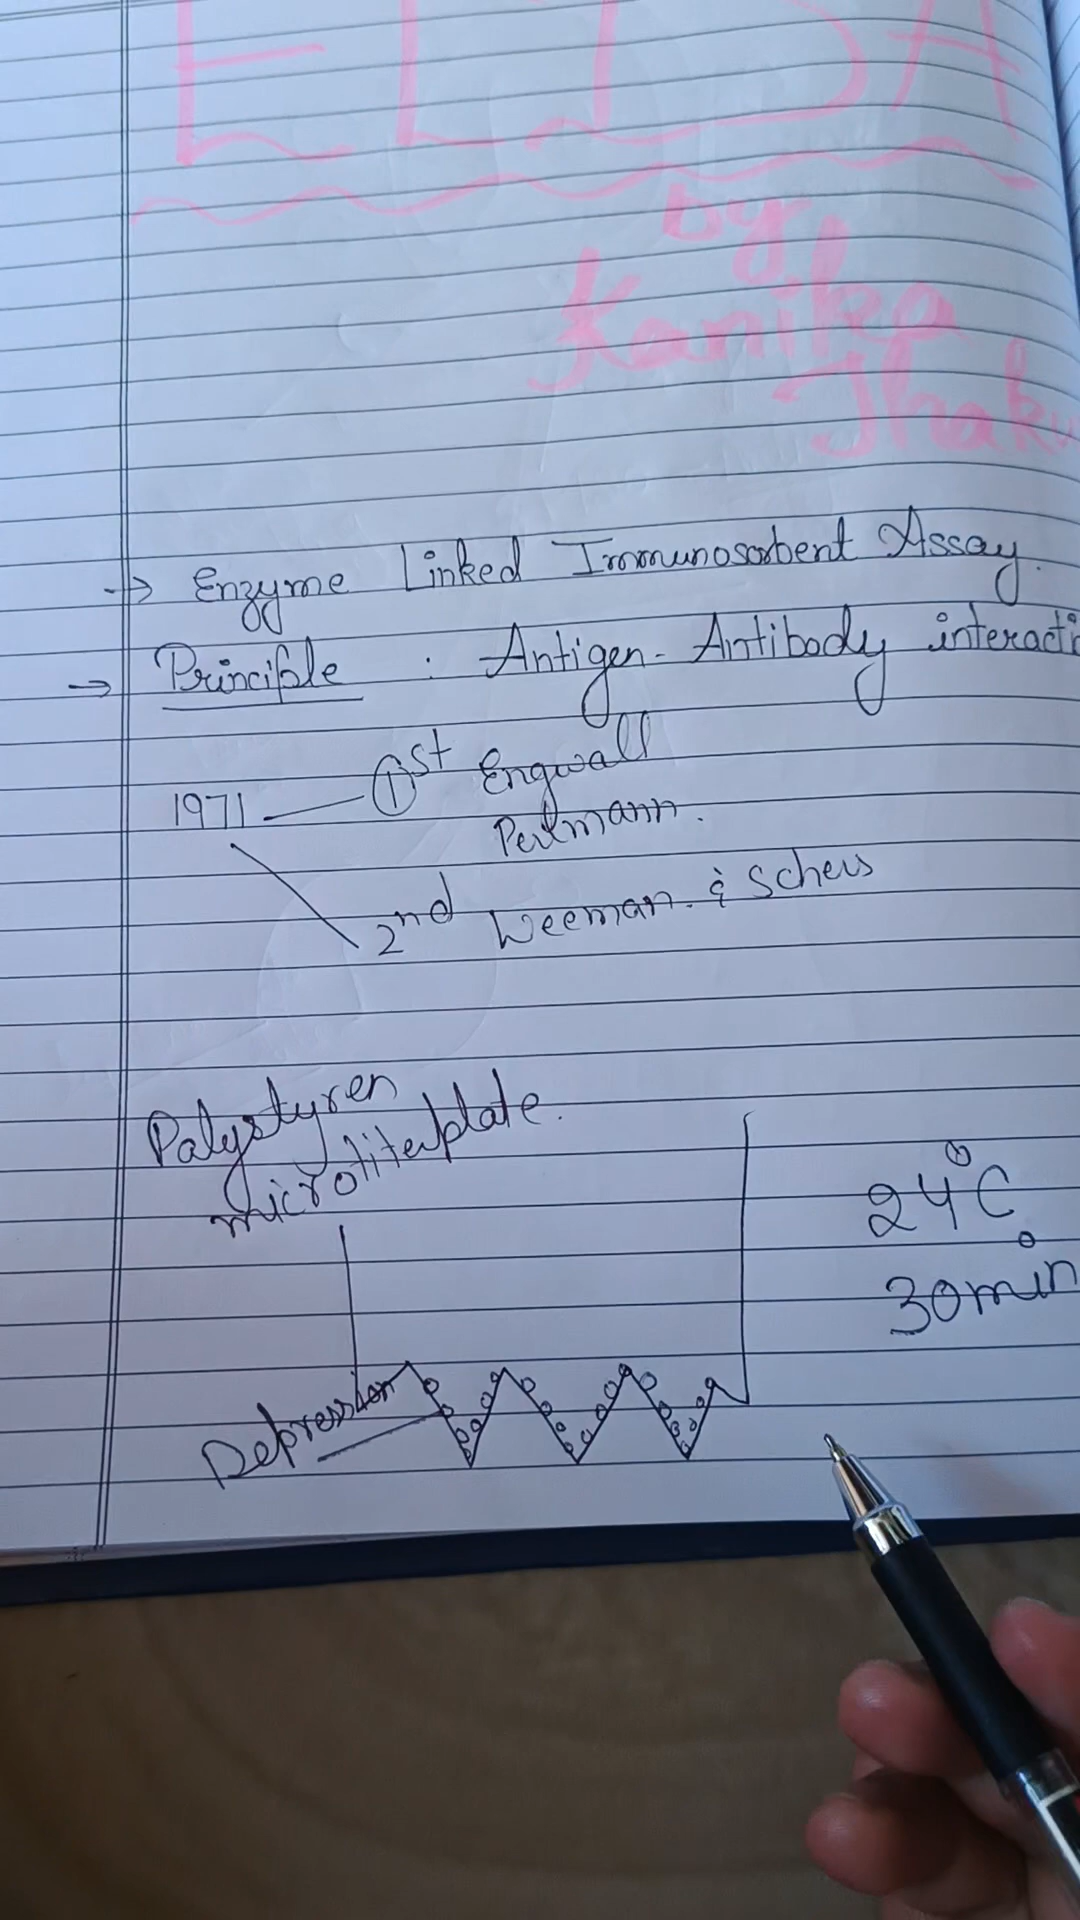 ELISA
by
Kanika
Thaku
→ Enzyme Linked Immunosorbent Assay.
→ Principle : Antigen-Antibody interacti
1971 1st Engwall
Perlmann.
2nd Weeman. & Schers
Polystyren
microtiterplate.
24°C
30min
Depression